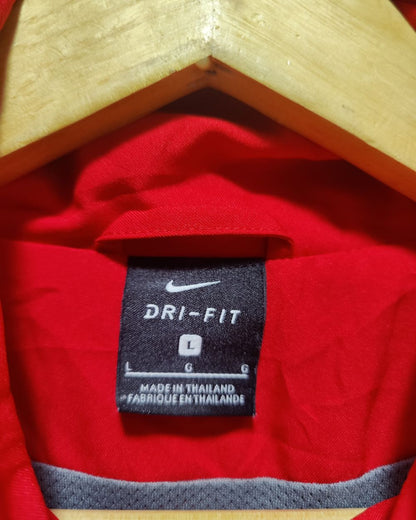 DRI-FIT
L
L G G
MADE IN THAILAND
FABRIQUE EN THAILANDE